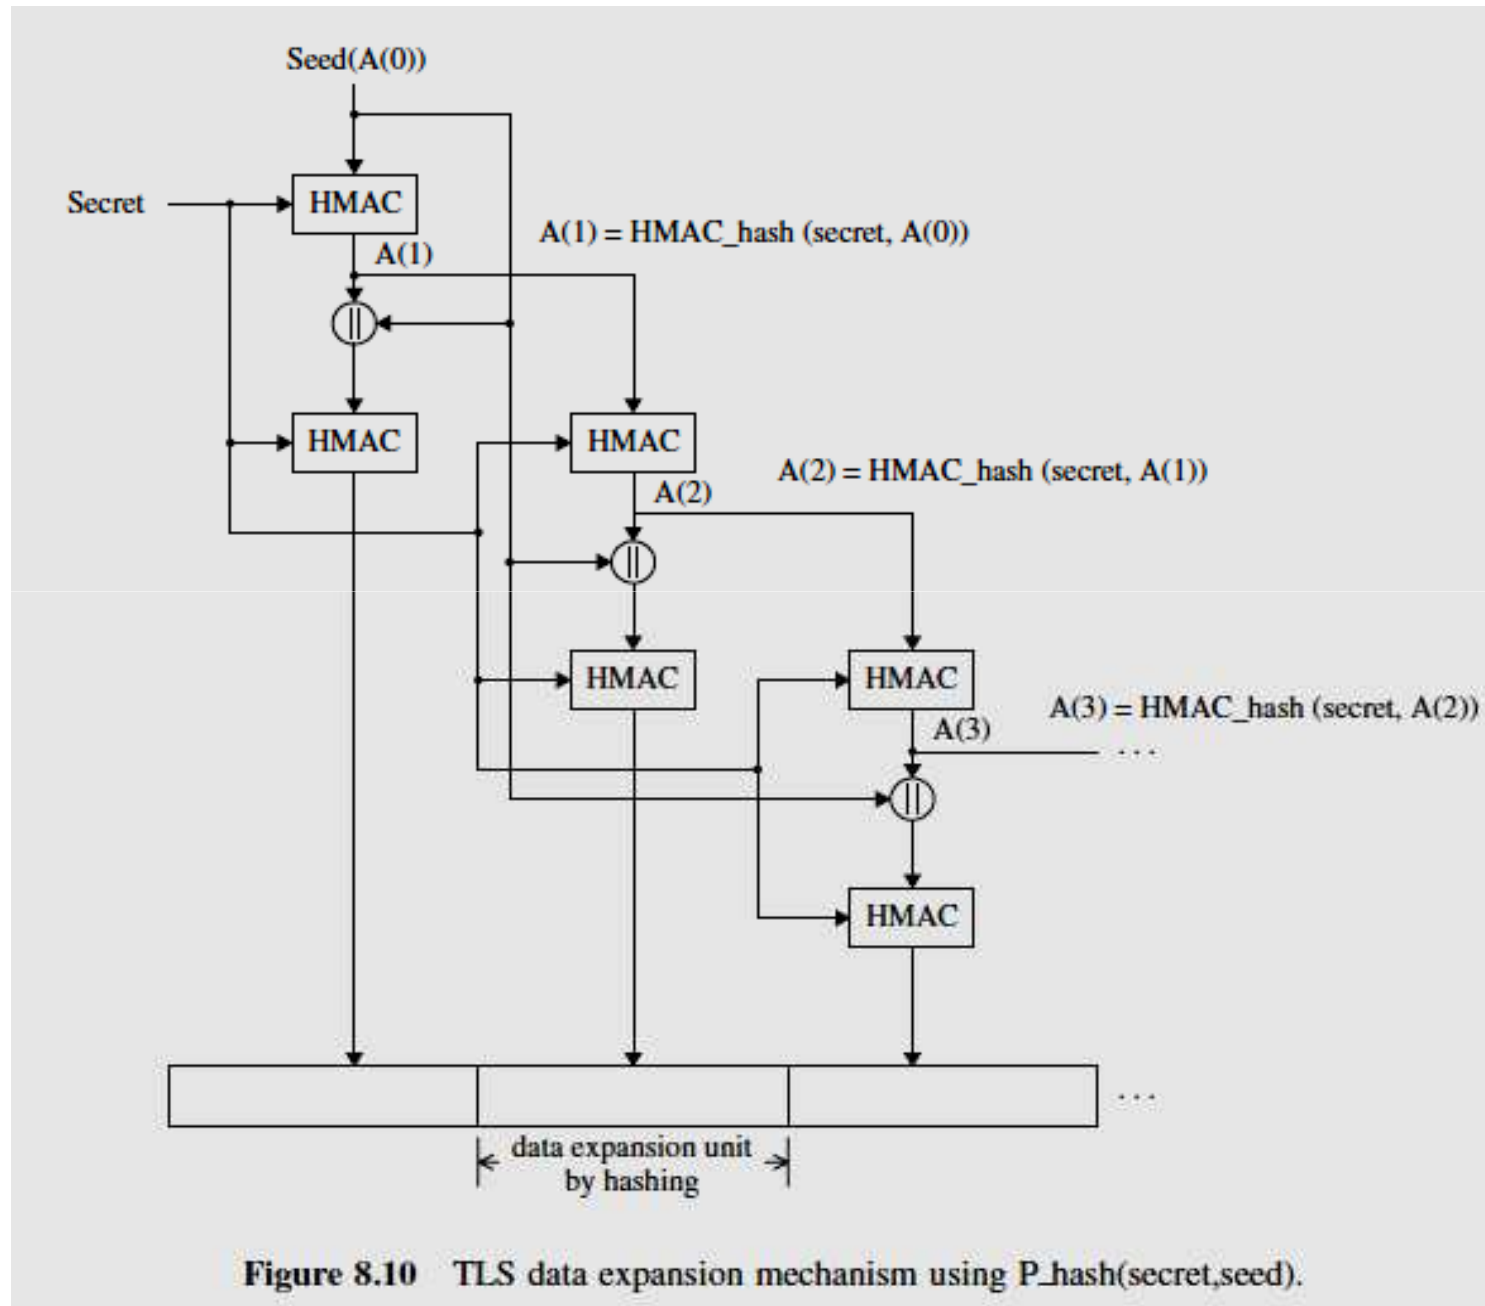 Seed(A(0))
Secret
HMAC
A(1) = HMAC_hash (secret, A(0))
A(1)
||
HMAC
HMAC
A(2) = HMAC_hash (secret, A(1))
A(2)
||
HMAC
HMAC
A(3) = HMAC_hash (secret, A(2))
A(3)
· · ·
||
HMAC
· · ·
data expansion unit
by hashing
Figure 8.10 TLS data expansion mechanism using P_hash(secret,seed).